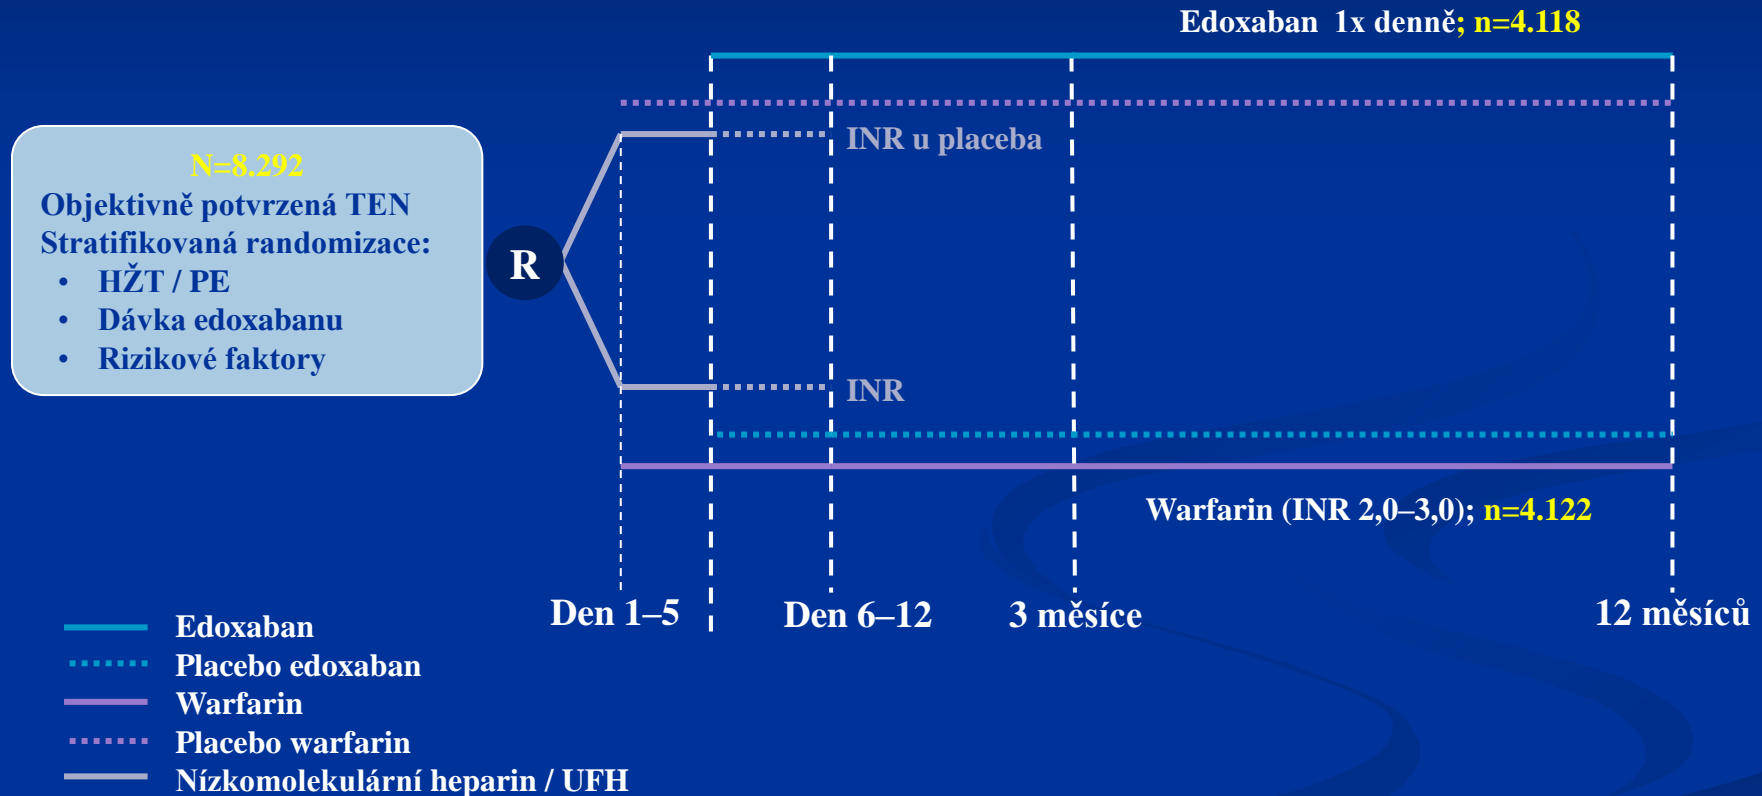 Edoxaban 1x denně; n=4.118
INR u placeba
N=8.292
Objektivně potvrzená TEN
Stratifikovaná randomizace:
• HŽT / PE
• Dávka edoxabanu
• Rizikové faktory
R
INR
Warfarin (INR 2,0–3,0); n=4.122
Den 1–5
Den 6–12
3 měsíce
12 měsíců
Edoxaban
Placebo edoxaban
Warfarin
Placebo warfarin
Nízkomolekulární heparin / UFH